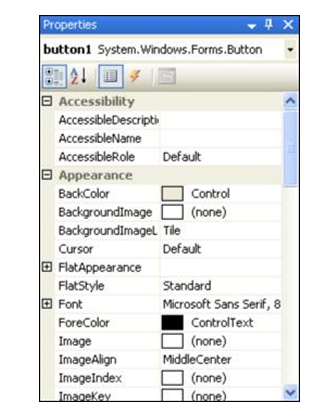 Properties
button1 System.Windows.Forms.Button
Accessibility
AccessibleDescripti
AccessibleName
AccessibleRole Default
Appearance
BackColor Control
BackgroundImage (none)
BackgroundImageL Tile
Cursor Default
FlatAppearance
FlatStyle Standard
Font Microsoft Sans Serif, 8
ForeColor ControlText
Image (none)
ImageAlign MiddleCenter
ImageIndex (none)
ImageKey (none)